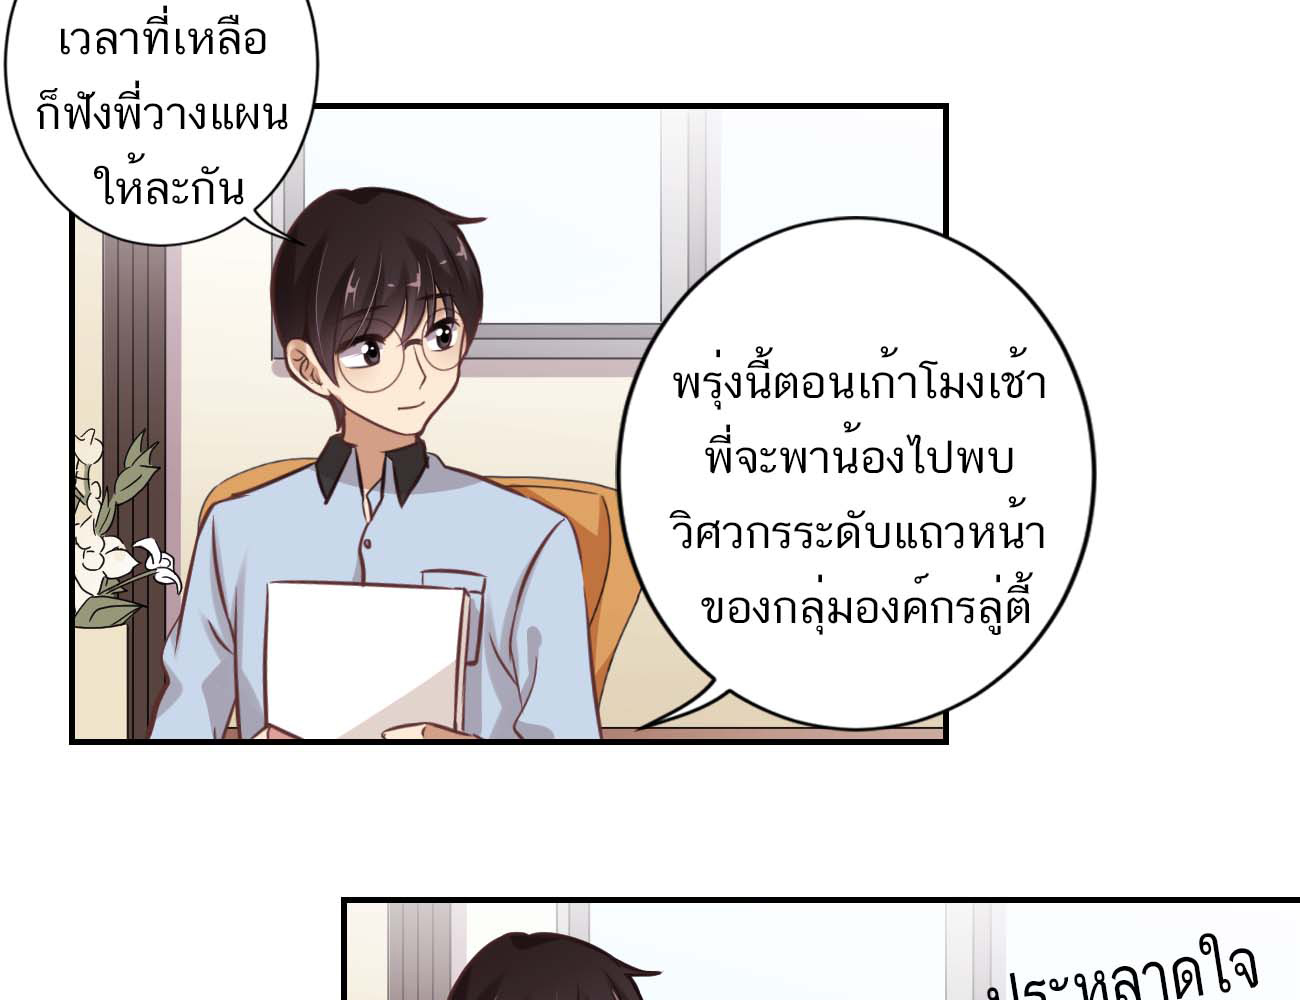 เวลาที่เหลือ
ก็ฟังพี่วางแผน
ให้ละกัน
พรุ่งนี้ตอนเก้าโมงเช้า
พี่จะพาน้องไปพบ
วิศวกรระดับแถวหน้า
ของกลุ่มองค์กรลู่ตี้
ประหลาดใจ